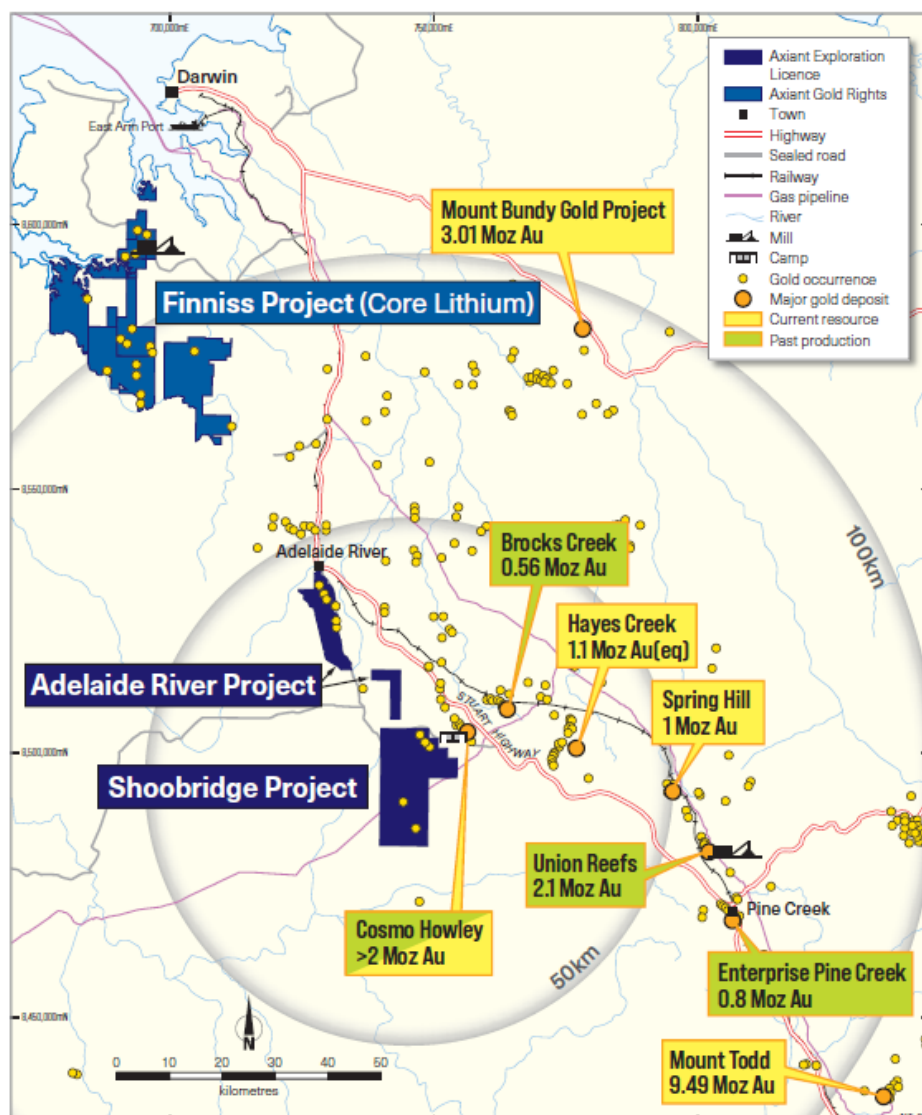 700,000mE
750,000mE
800,000mE
Darwin
East Arm Port
Axiant Exploration
Licence
Axiant Gold Rights
Town
Highway
Sealed road
Railway
Gas pipeline
River
Mill
Camp
Gold occurrence
Major gold deposit
Current resource
Past production
8,600,000mN
Mount Bundy Gold Project
3.01 Moz Au
Finniss Project (Core Lithium)
8,550,000mN
100km
Adelaide River
Brocks Creek
0.56 Moz Au
Hayes Creek
1.1 Moz Au(eq)
Adelaide River Project
Spring Hill
1 Moz Au
STUART HIGHWAY
8,500,000mN
Shoobridge Project
Union Reefs
2.1 Moz Au
Pine Creek
Cosmo Howley
>2 Moz Au
50km
Enterprise Pine Creek
0.8 Moz Au
8,450,000mN
N
0 10 20 30 40 50
kilometres
Mount Todd
9.49 Moz Au